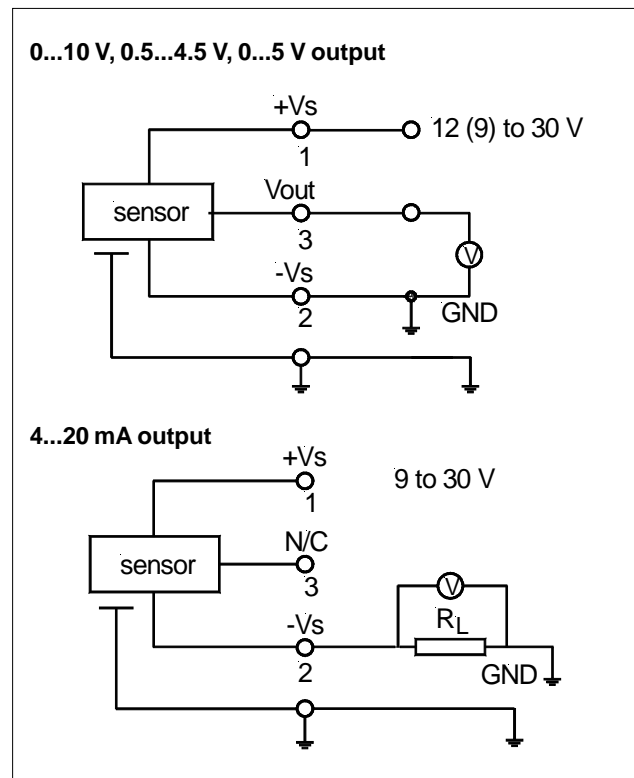 0...10 V, 0.5...4.5 V, 0...5 V output
+Vs
12 (9) to 30 V
1
Vout
sensor
3
V
-Vs
GND
2
4...20 mA output
+Vs
9 to 30 V
1
N/C
sensor
3
V
RL
-Vs
GND
2